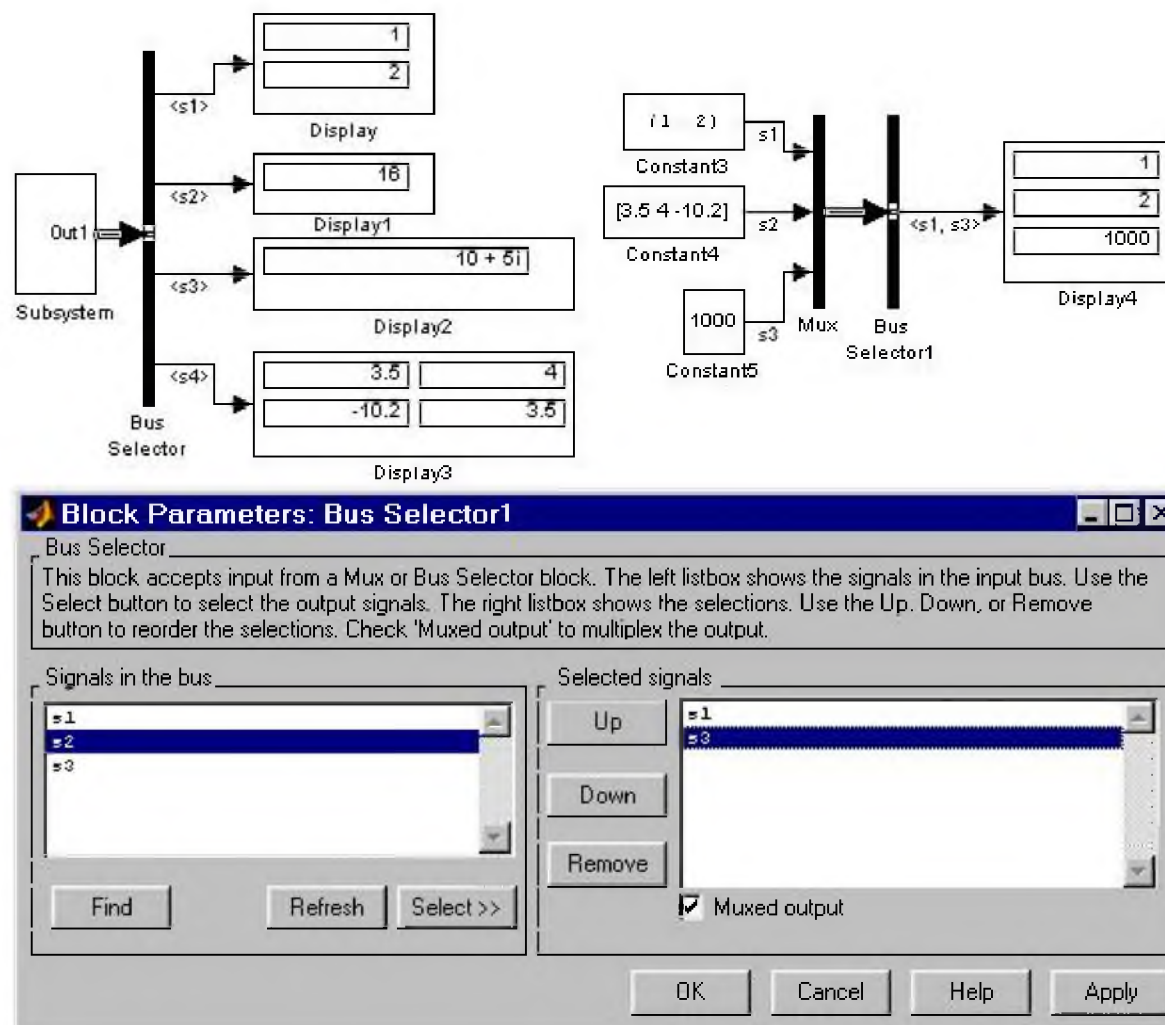 1
2
<s1>
Display
16
<s2>
Display1
Out1
10 + 5i
<s3>
Subsystem
Display2
<s4>
3.5 4
-10.2 3.5
Bus
Selector
Display3
(1 2)
s1
Constant3
[3.5 4 -10.2]
s2
Constant4
1000
s3
Constant5
Mux
Bus
Selector1
<s1, s3>
1
2
1000
Display4
Block Parameters: Bus Selector1
Bus Selector
This block accepts input from a Mux or Bus Selector block. The left listbox shows the signals in the input bus. Use the
Select button to select the output signals. The right listbox shows the selections. Use the Up. Down, or Remove
button to reorder the selections. Check 'Muxed output' to multiplex the output.
Signals in the bus
s1
s2
s3
Find
Refresh
Select >>
Selected signals
Up
Down
Remove
s1
s3
Muxed output
OK
Cancel
Help
Apply